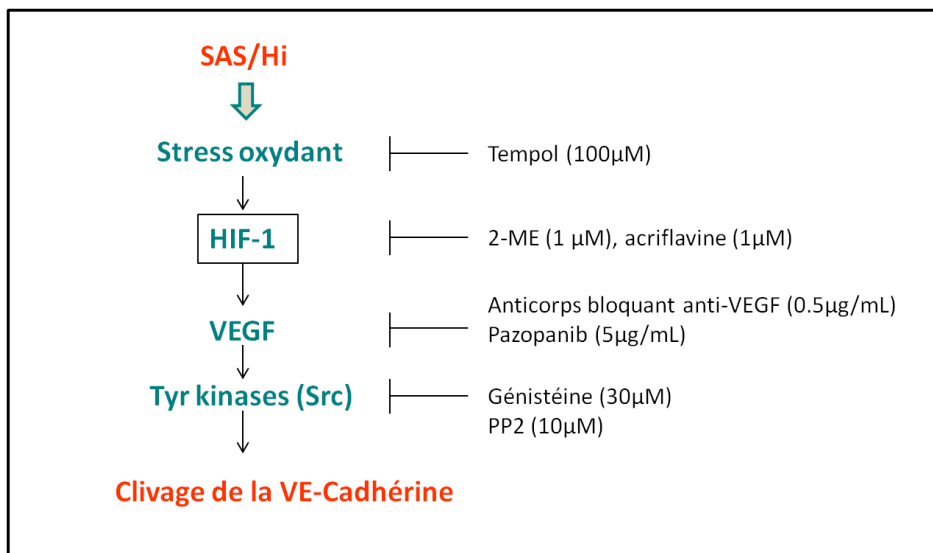 SAS/Hi
Stress oxydant
Tempol (100µM)
HIF-1
2-ME (1 µM), acriflavine (1µM)
Anticorps bloquant anti-VEGF (0.5µg/mL)
VEGF
Pazopanib (5µg/mL)
Tyr kinases (Src)
Génistéine (30µM)
PP2 (10µM)
Clivage de la VE-Cadhérine